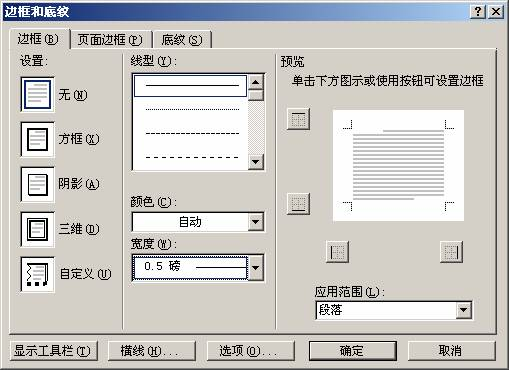 边框和底纹
边框(B) 页面边框(P) 底纹(S)
设置:
无(N)
方框(X)
阴影(A)
三维(D)
自定义(U)
线型(Y):
颜色(C):
自动
宽度(W):
0.5 磅
预览
单击下方图示或使用按钮可设置边框
应用范围(L):
段落
显示工具栏(T) 横线(H)... 选项(O)... 确定 取消